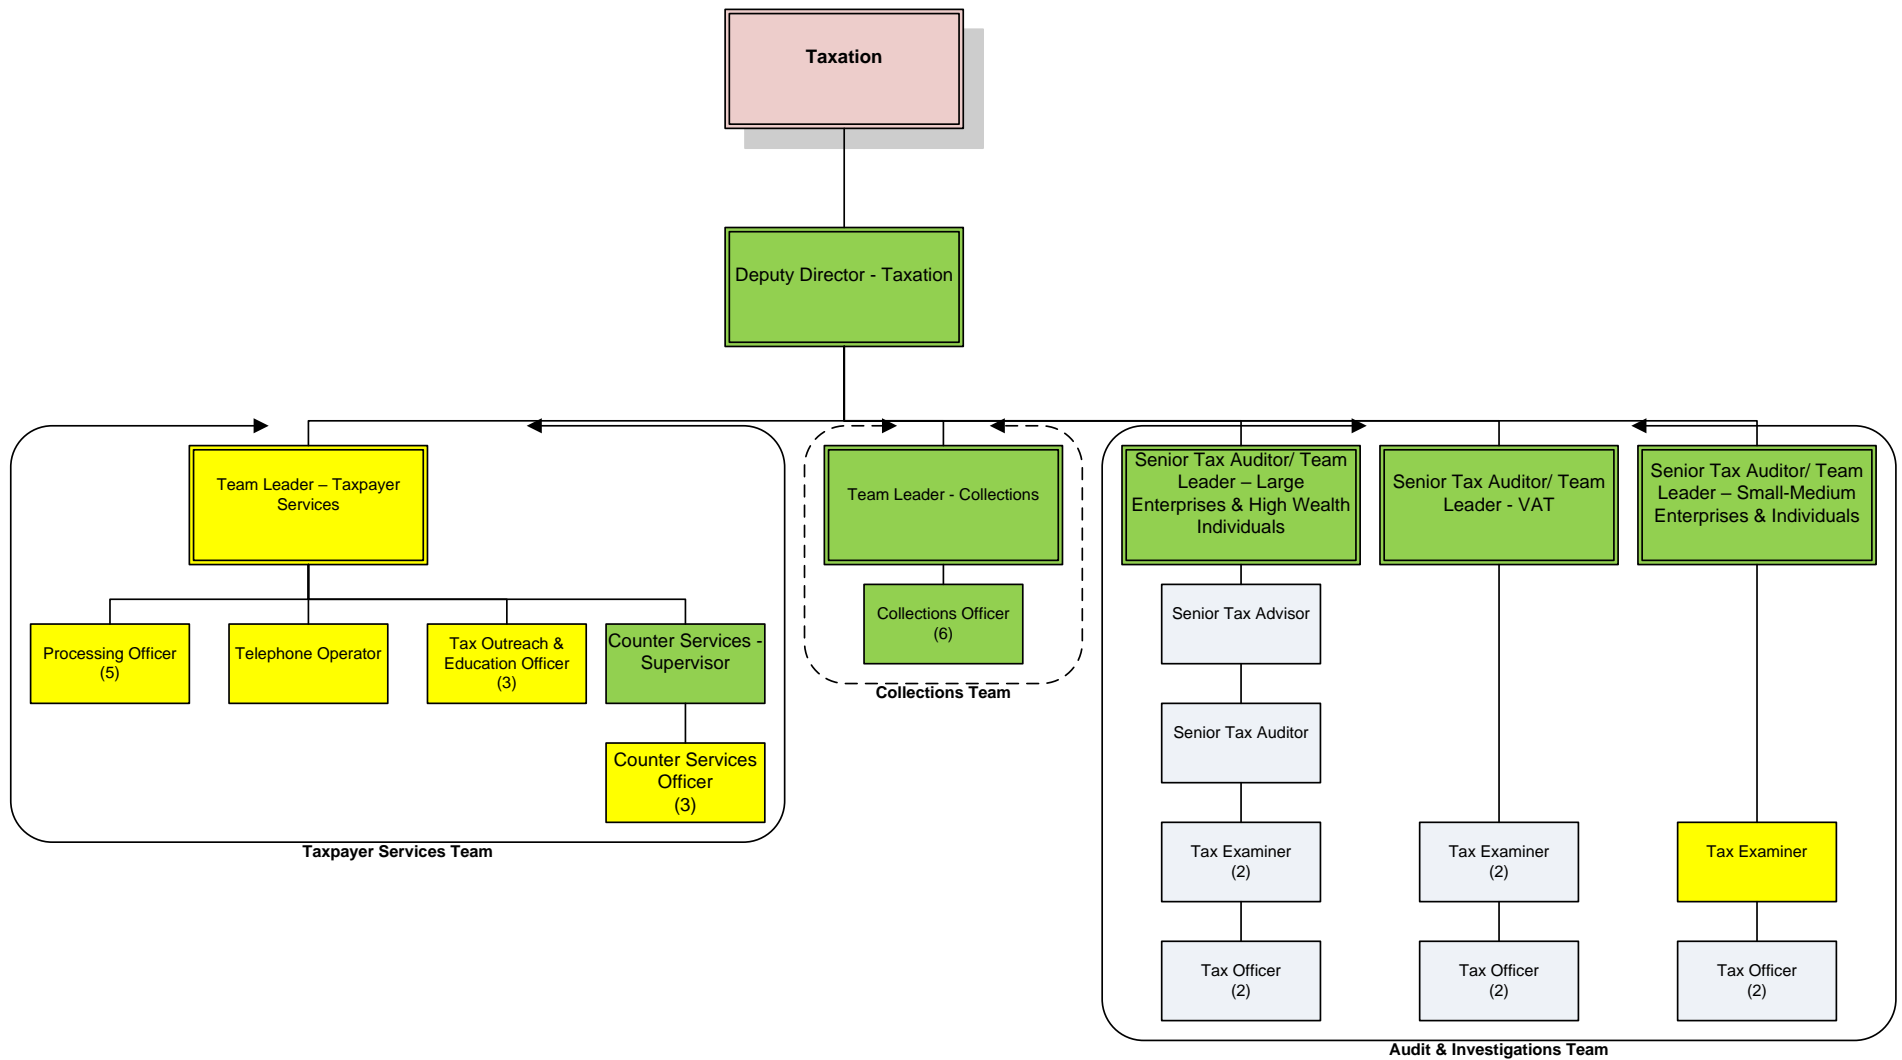 Taxation
Deputy Director - Taxation
Team Leader – Taxpayer
Services
Processing Officer
(5)
Telephone Operator
Tax Outreach &
Education Officer
(3)
Counter Services -
Supervisor
Counter Services
Officer
(3)
Taxpayer Services Team
Team Leader - Collections
Collections Officer
(6)
Collections Team
Senior Tax Auditor/ Team
Leader – Large
Enterprises & High Wealth
Individuals
Senior Tax Advisor
Senior Tax Auditor
Tax Examiner
(2)
Tax Officer
(2)
Senior Tax Auditor/ Team
Leader - VAT
Tax Examiner
(2)
Tax Officer
(2)
Senior Tax Auditor/ Team
Leader – Small-Medium
Enterprises & Individuals
Tax Examiner
Tax Officer
(2)
Audit & Investigations Team